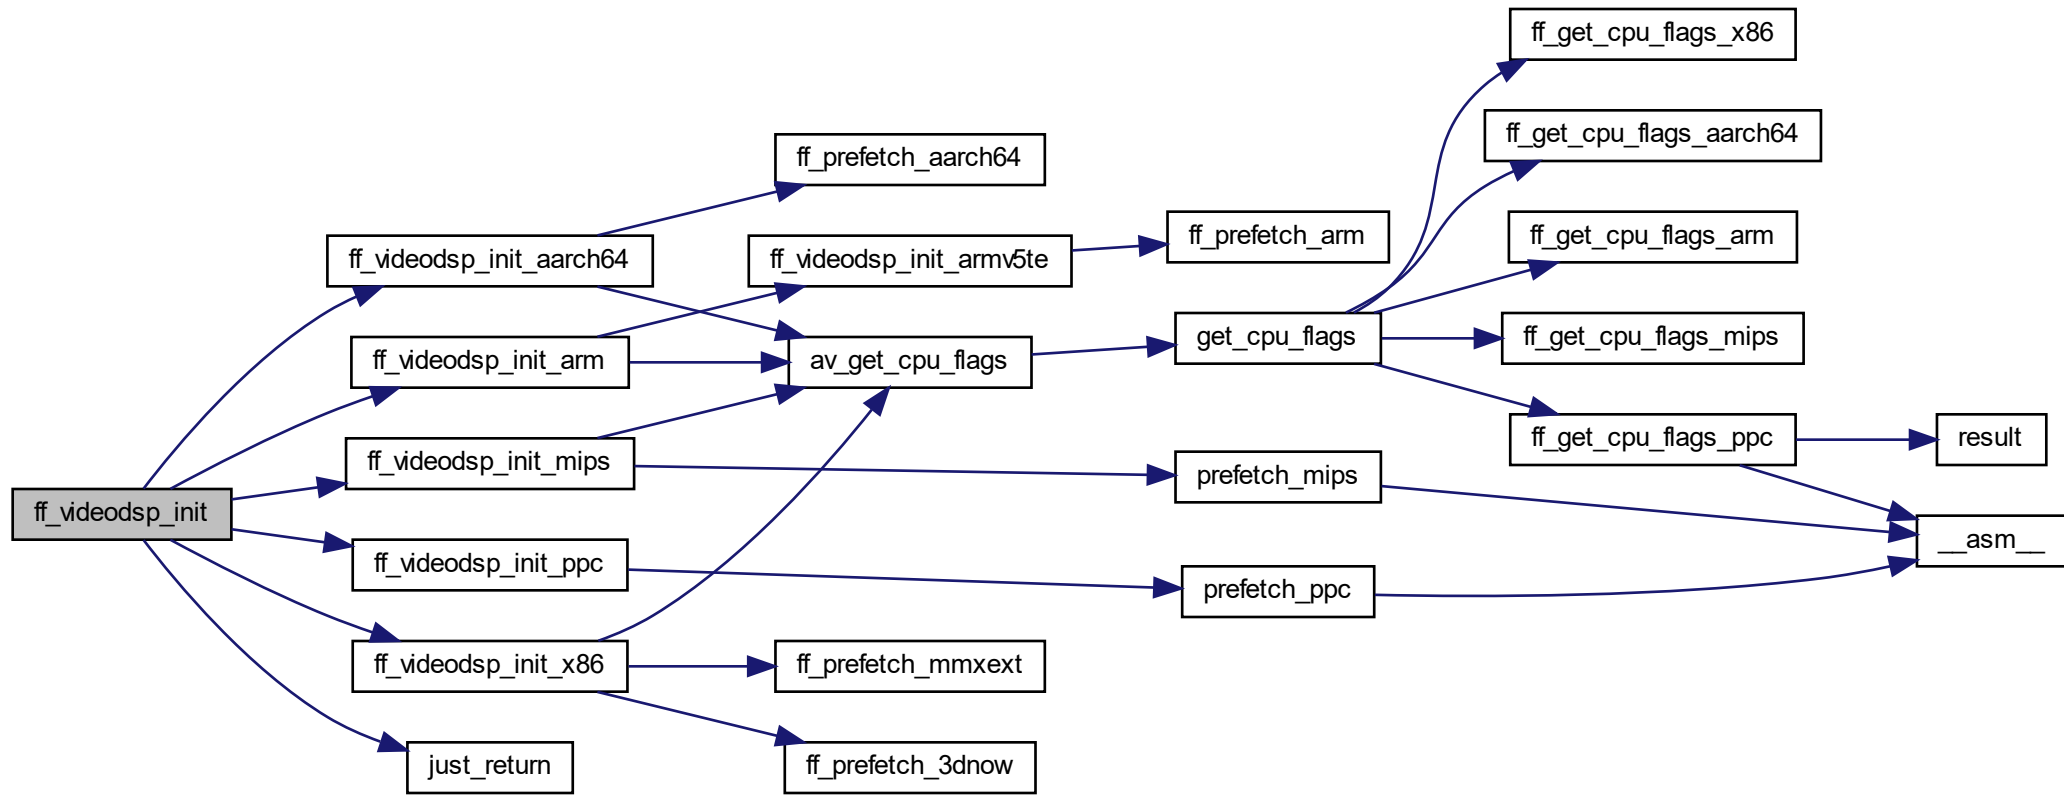 ff_get_cpu_flags_x86
ff_get_cpu_flags_aarch64
ff_prefetch_aarch64
ff_get_cpu_flags_arm
ff_prefetch_arm
ff_videodsp_init_aarch64
ff_videodsp_init_armv5te
get_cpu_flags
ff_get_cpu_flags_mips
ff_videodsp_init_arm
av_get_cpu_flags
ff_get_cpu_flags_ppc
result
ff_videodsp_init_mips
prefetch_mips
ff_videodsp_init
__asm__
ff_videodsp_init_ppc
prefetch_ppc
ff_videodsp_init_x86
ff_prefetch_mmxext
just_return
ff_prefetch_3dnow